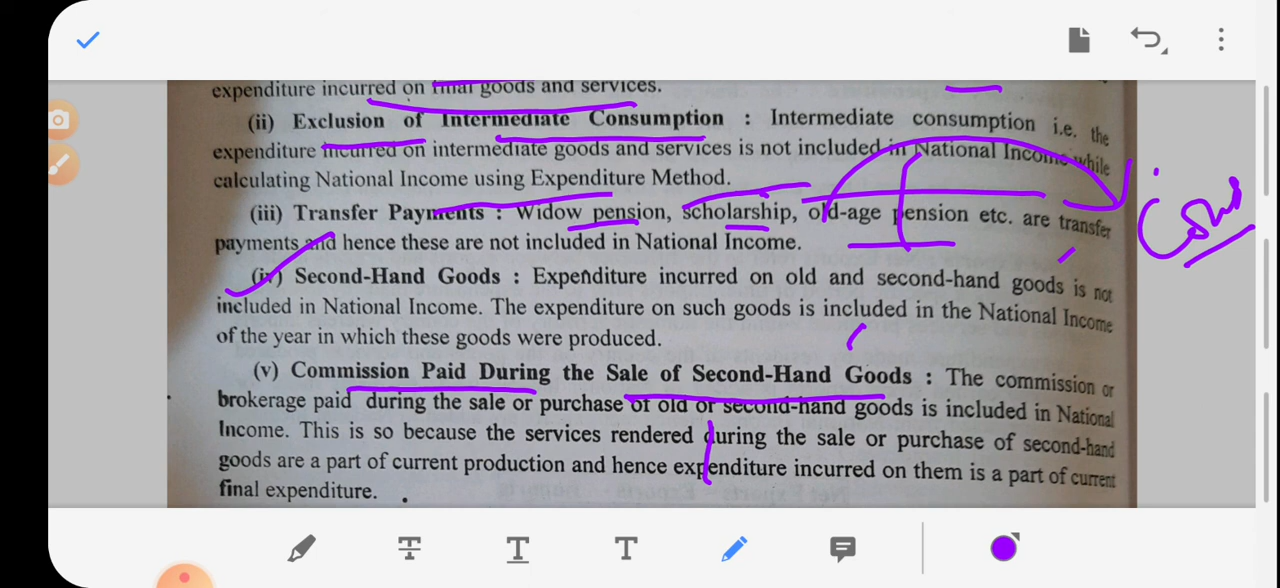 expenditure incurred on final goods and services.
(ii) Exclusion of Intermediate Consumption : Intermediate consumption i.e. the
expenditure incurred on intermediate goods and services is not included in National Income while
calculating National Income using Expenditure Method.
(iii) Transfer Payments : Widow pension, scholarship, old-age pension etc. are transfer
payments and hence these are not included in National Income.
(iv) Second-Hand Goods : Expenditure incurred on old and second-hand goods is not
included in National Income. The expenditure on such goods is included in the National Income
of the year in which these goods were produced.
(v) Commission Paid During the Sale of Second-Hand Goods : The commission or
brokerage paid during the sale or purchase of old or second-hand goods is included in National
Income. This is so because the services rendered during the sale or purchase of second-hand
goods are a part of current production and hence expenditure incurred on them is a part of current
final expenditure.
T T T